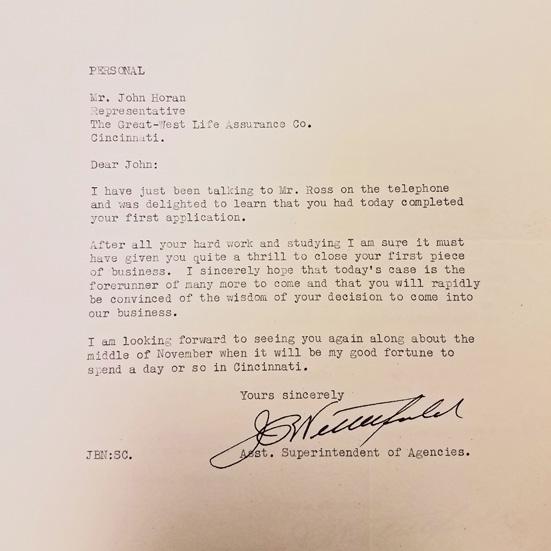 PERSONAL
Mr. John Horan
Representative
The Great-West Life Assurance Co.
Cincinnati.
Dear John:
I have just been talking to Mr. Ross on the telephone
and was delighted to learn that you had today completed
your first application.
After all your hard work and studying I am sure it must
have given you quite a thrill to close your first piece
of business. I sincerely hope that today's case is the
forerunner of many more to come and that you will rapidly
be convinced of the wisdom of your decision to come into
our business.
I am looking forward to seeing you again along about the
middle of November when it will be my good fortune to
spend a day or so in Cincinnati.
Yours sincerely
JBN:SC.
Asst. Superintendent of Agencies.